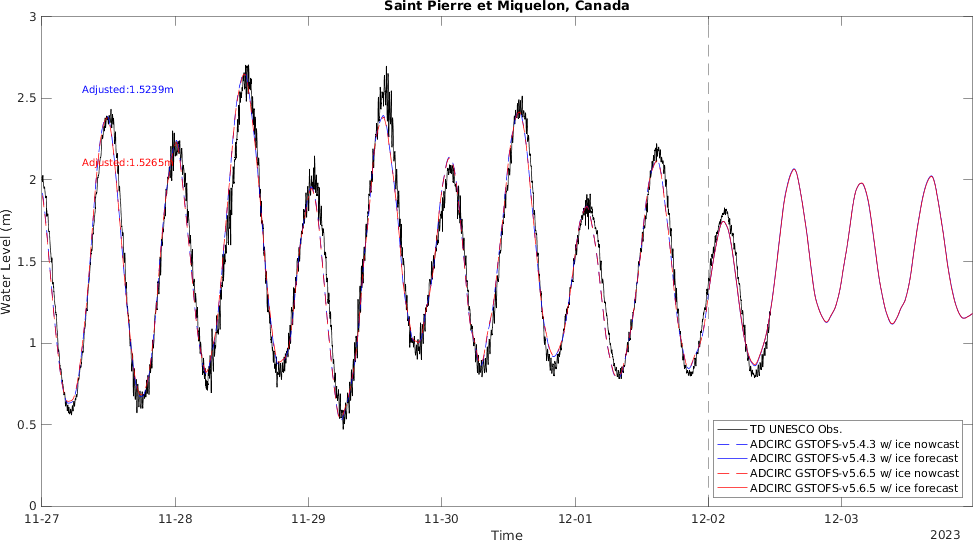 Saint Pierre et Miquelon, Canada
3
2.5
2
1.5
1
0.5
0
Water Level (m)
Adjusted:1.5239m
Adjusted:1.5265m
TD UNESCO Obs.
ADCIRC GSTOFS-v5.4.3 w/ ice nowcast
ADCIRC GSTOFS-v5.4.3 w/ ice forecast
ADCIRC GSTOFS-v5.6.5 w/ ice nowcast
ADCIRC GSTOFS-v5.6.5 w/ ice forecast
11-27
11-28
11-29
11-30
12-01
12-02
12-03
Time
2023